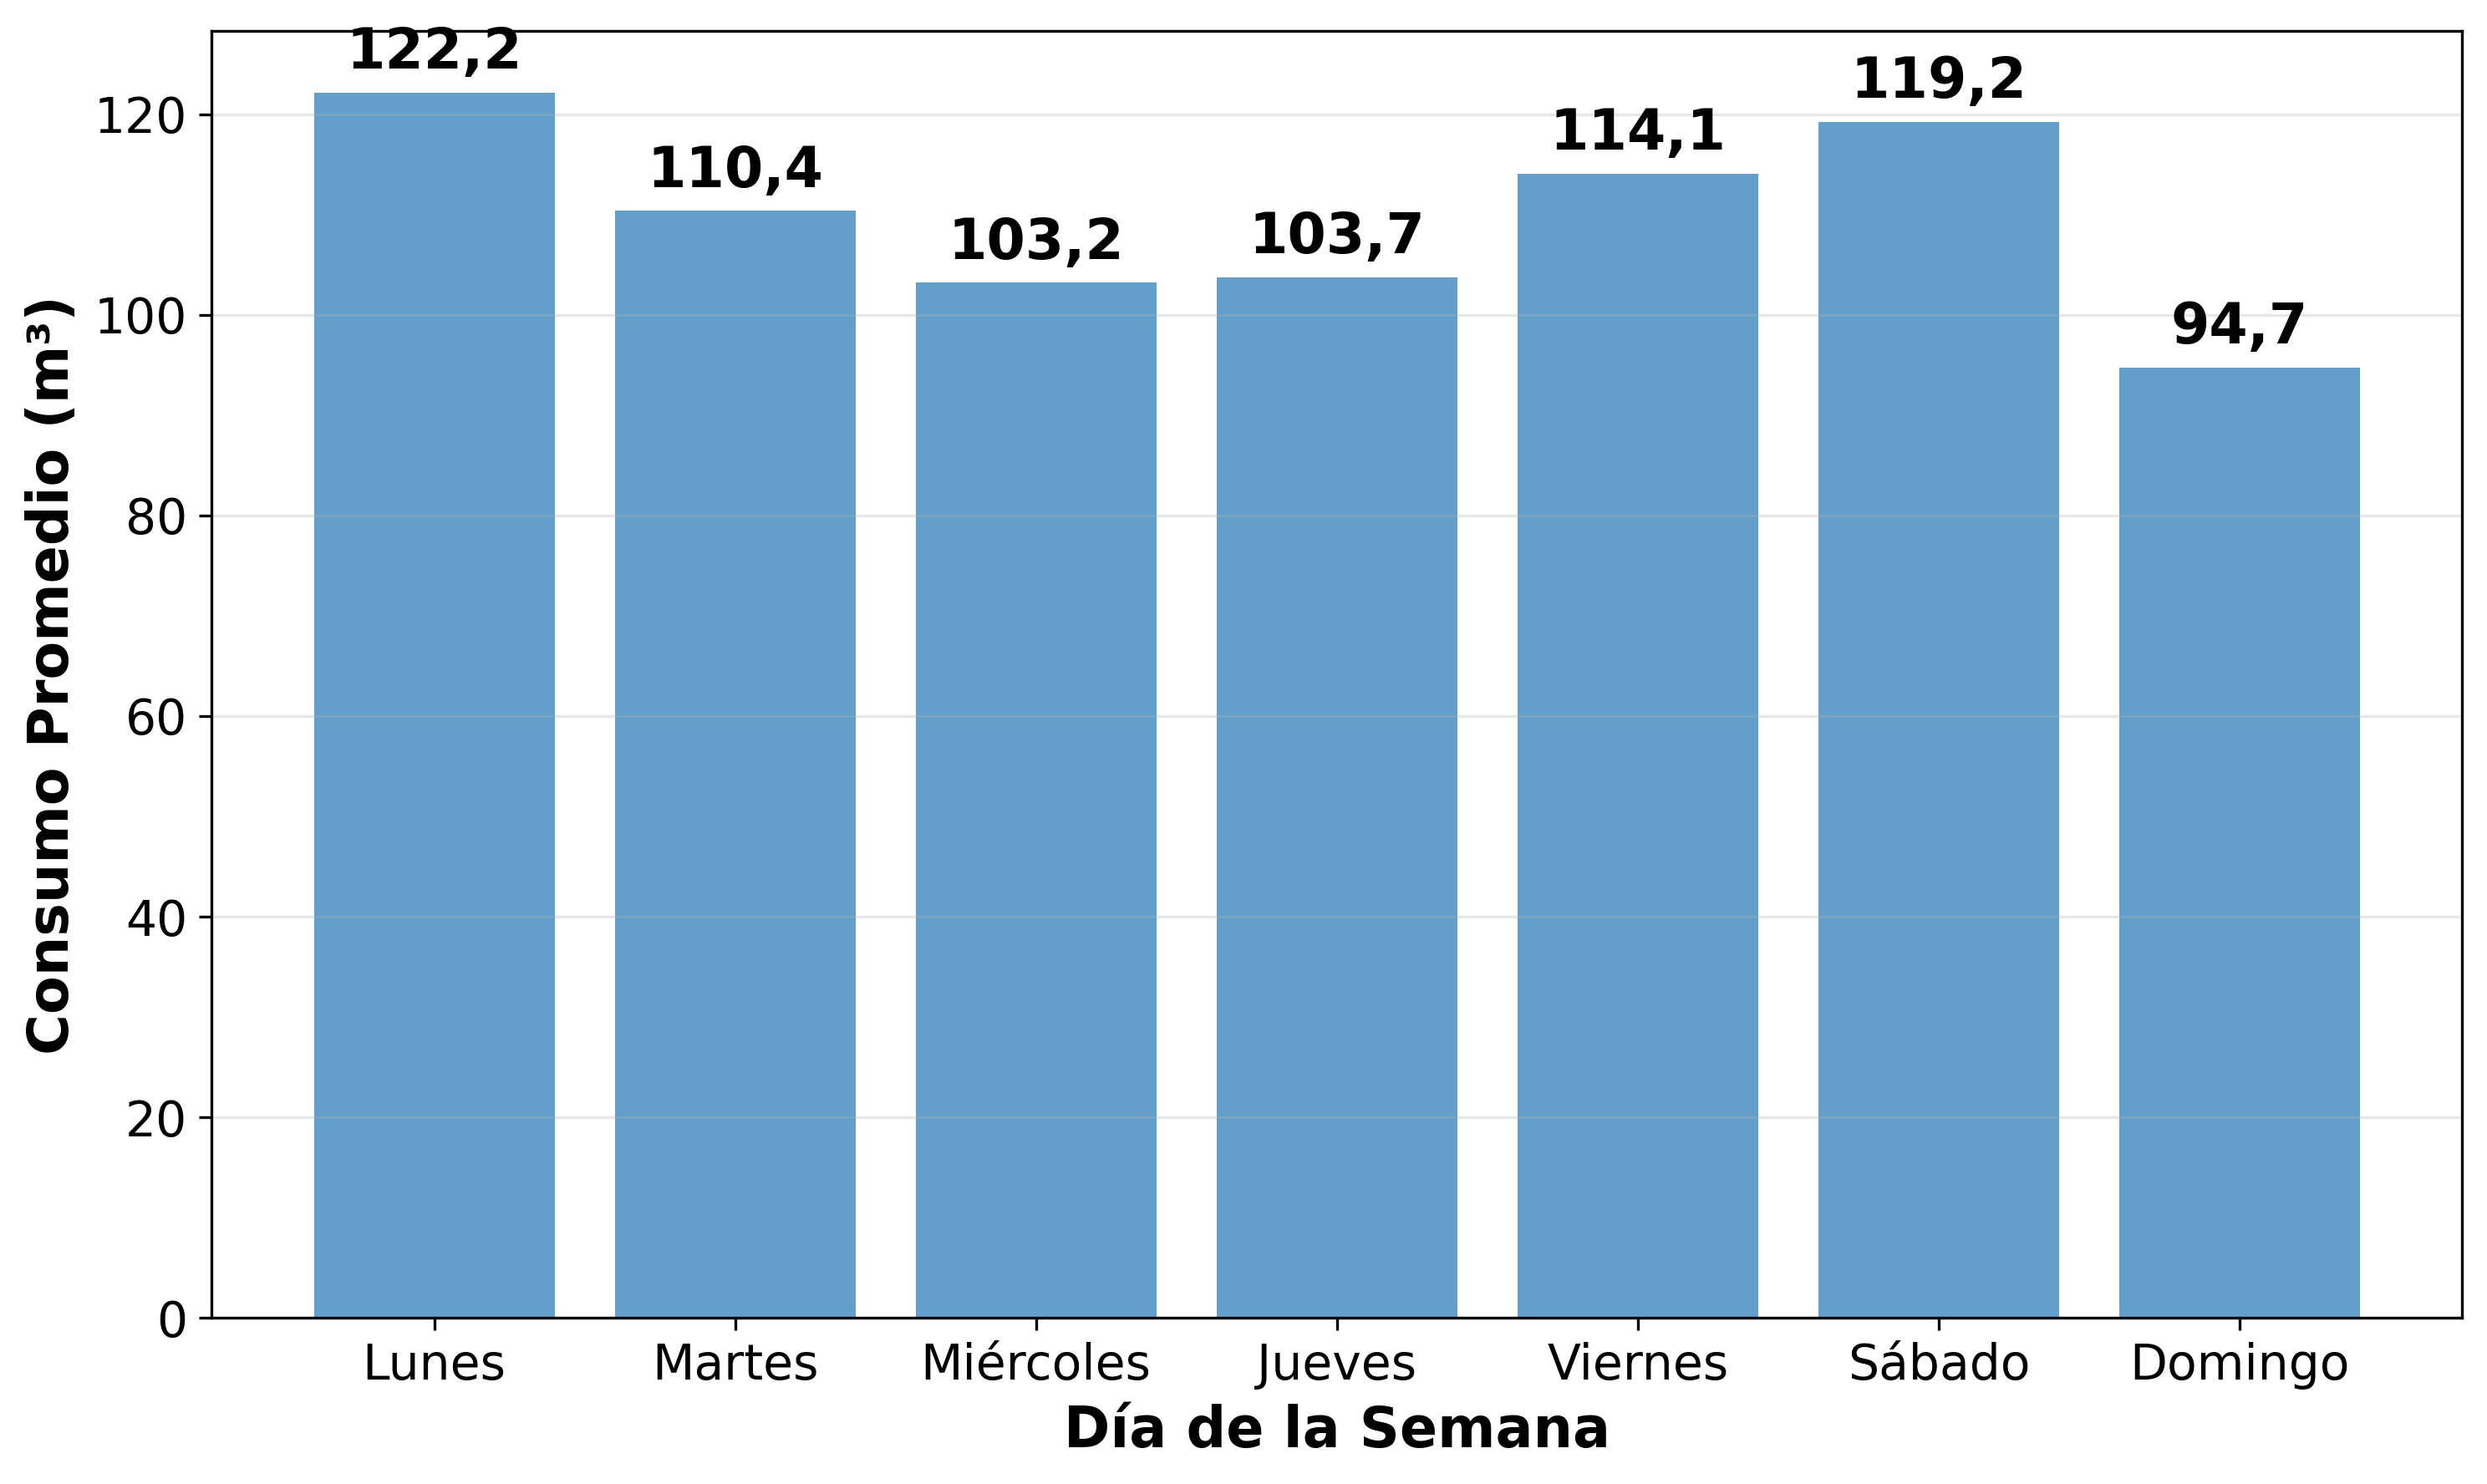 122,2
110,4
103,2
103,7
114,1
119,2
94,7
120
100
80
60
40
20
0
Consumo Promedio (m³)
Lunes
Martes
Miércoles
Jueves
Viernes
Sábado
Domingo
Día de la Semana